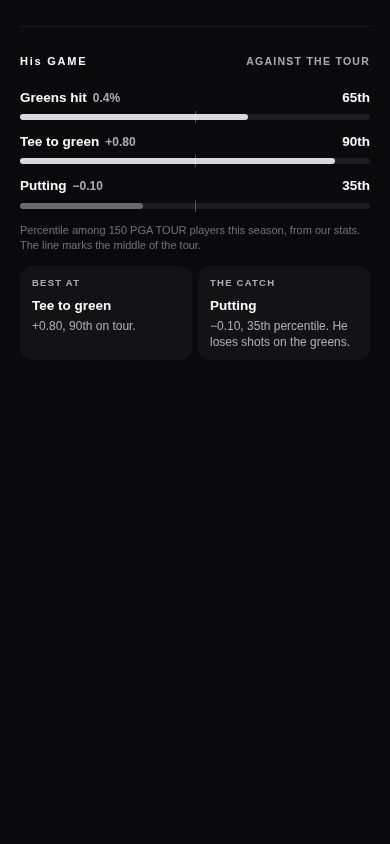 His GAME
AGAINST THE TOUR
Greens hit 0.4%
65th
Tee to green +0.80
90th
Putting −0.10
35th
Percentile among 150 PGA TOUR players this season, from our stats.
The line marks the middle of the tour.
BEST AT
Tee to green
+0.80, 90th on tour.
THE CATCH
Putting
−0.10, 35th percentile. He
loses shots on the greens.